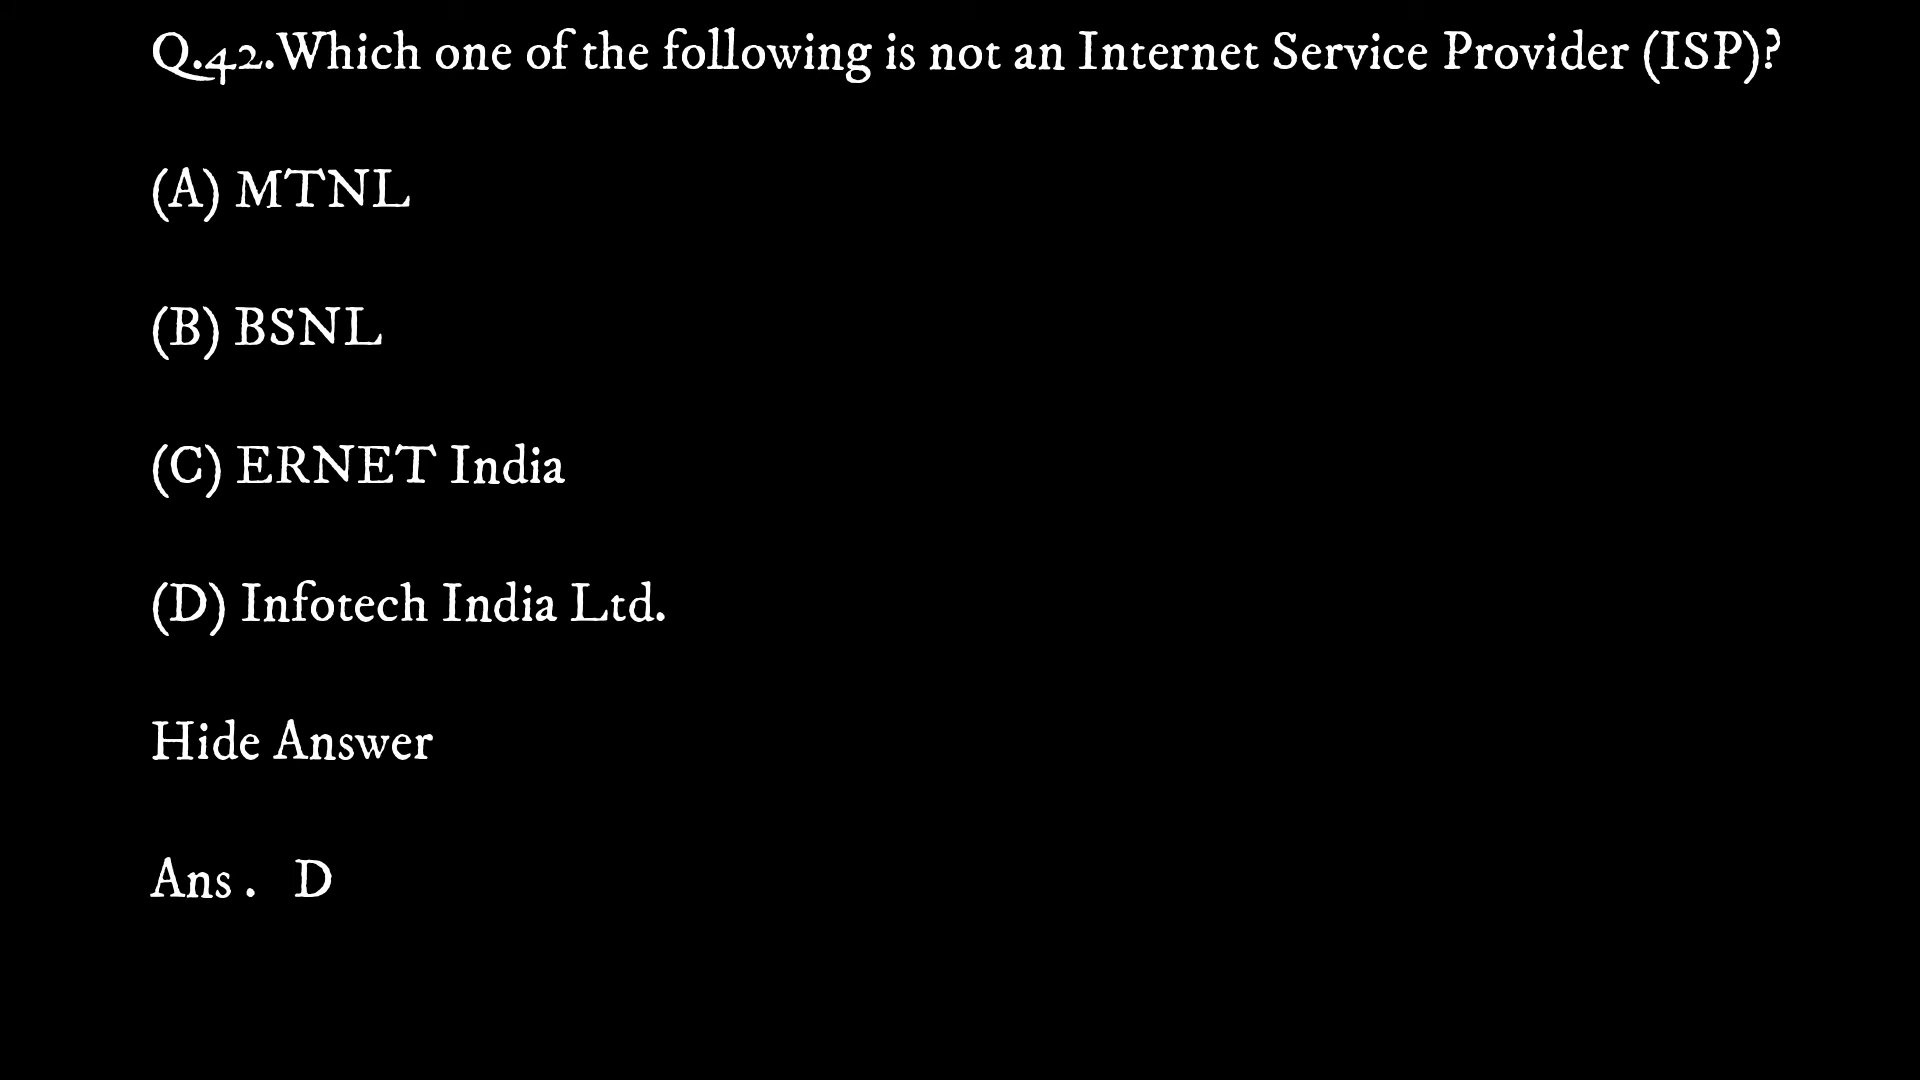 Q.42.Which one of the following is not an Internet Service Provider (ISP)?
(A) MTNL
(B) BSNL
(C) ERNET India
(D) Infotech India Ltd.
Hide Answer
Ans .   D